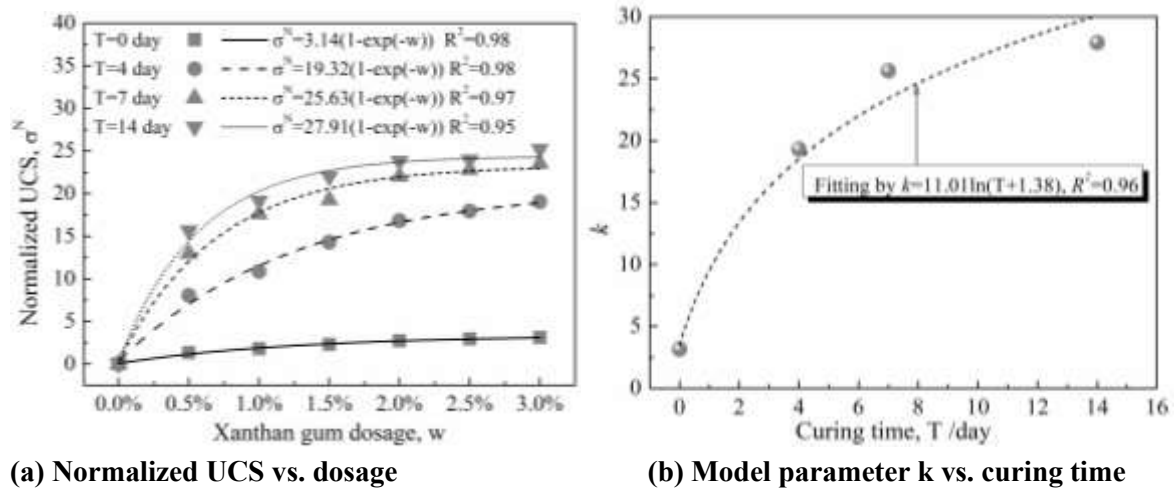 40
35
30
25
20
15
10
5
0
Normalized UCS, σ^N
T=0 day σ^N=3.14(1-exp(-w)) R²=0.98
T=4 day σ^N=19.32(1-exp(-w)) R²=0.98
T=7 day σ^N=25.63(1-exp(-w)) R²=0.97
T=14 day σ^N=27.91(1-exp(-w)) R²=0.95
0.0% 0.5% 1.0% 1.5% 2.0% 2.5% 3.0%
Xanthan gum dosage, w
(a) Normalized UCS vs. dosage
30
25
20
15
10
5
0
k
Fitting by k=11.01ln(T+1.38), R²=0.96
0 2 4 6 8 10 12 14 16
Curing time, T /day
(b) Model parameter k vs. curing time